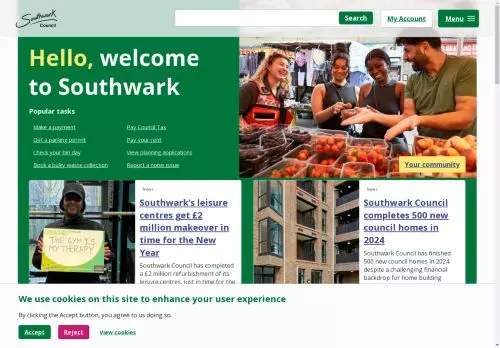 Southwark
Council
Search
My Account
Menu
Hello, welcome
to Southwark
Popular tasks
Make a payment
Pay Council Tax
Get a parking permit
Pay your rent
Check your bin day
View planning applications
Book a bulky waste collection
Report a noise issue
Your community
News
Southwark's leisure
centres get £2
million makeover in
time for the New
Year
Southwark Council has completed
a £2 million refurbishment of its
leisure centres, just in time for the
THE GYM IS
MY THERAPY
News
Southwark Council
completes 500 new
council homes in
2024
Southwark Council has finished
500 new council homes in 2024
despite a challenging financial
backdrop for home building
We use cookies on this site to enhance your user experience
By clicking the Accept button, you agree to us doing so.
Accept
Reject
View cookies